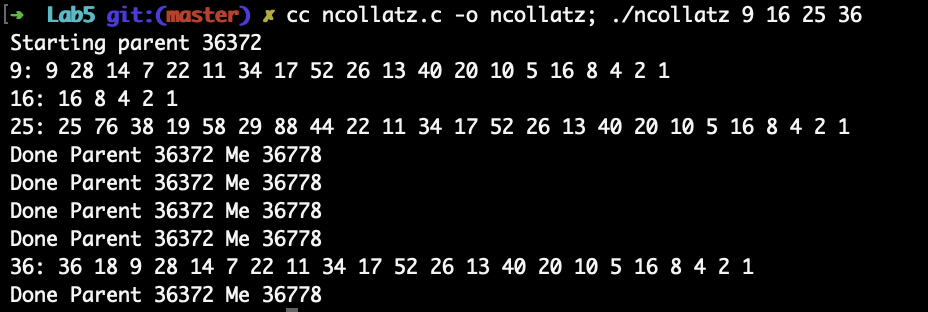 ➜ Lab5 git:(master) ✗ cc ncollatz.c -o ncollatz; ./ncollatz 9 16 25 36
Starting parent 36372
9: 9 28 14 7 22 11 34 17 52 26 13 40 20 10 5 16 8 4 2 1
16: 16 8 4 2 1
25: 25 76 38 19 58 29 88 44 22 11 34 17 52 26 13 40 20 10 5 16 8 4 2 1
Done Parent 36372 Me 36778
Done Parent 36372 Me 36778
Done Parent 36372 Me 36778
Done Parent 36372 Me 36778
36: 36 18 9 28 14 7 22 11 34 17 52 26 13 40 20 10 5 16 8 4 2 1
Done Parent 36372 Me 36778